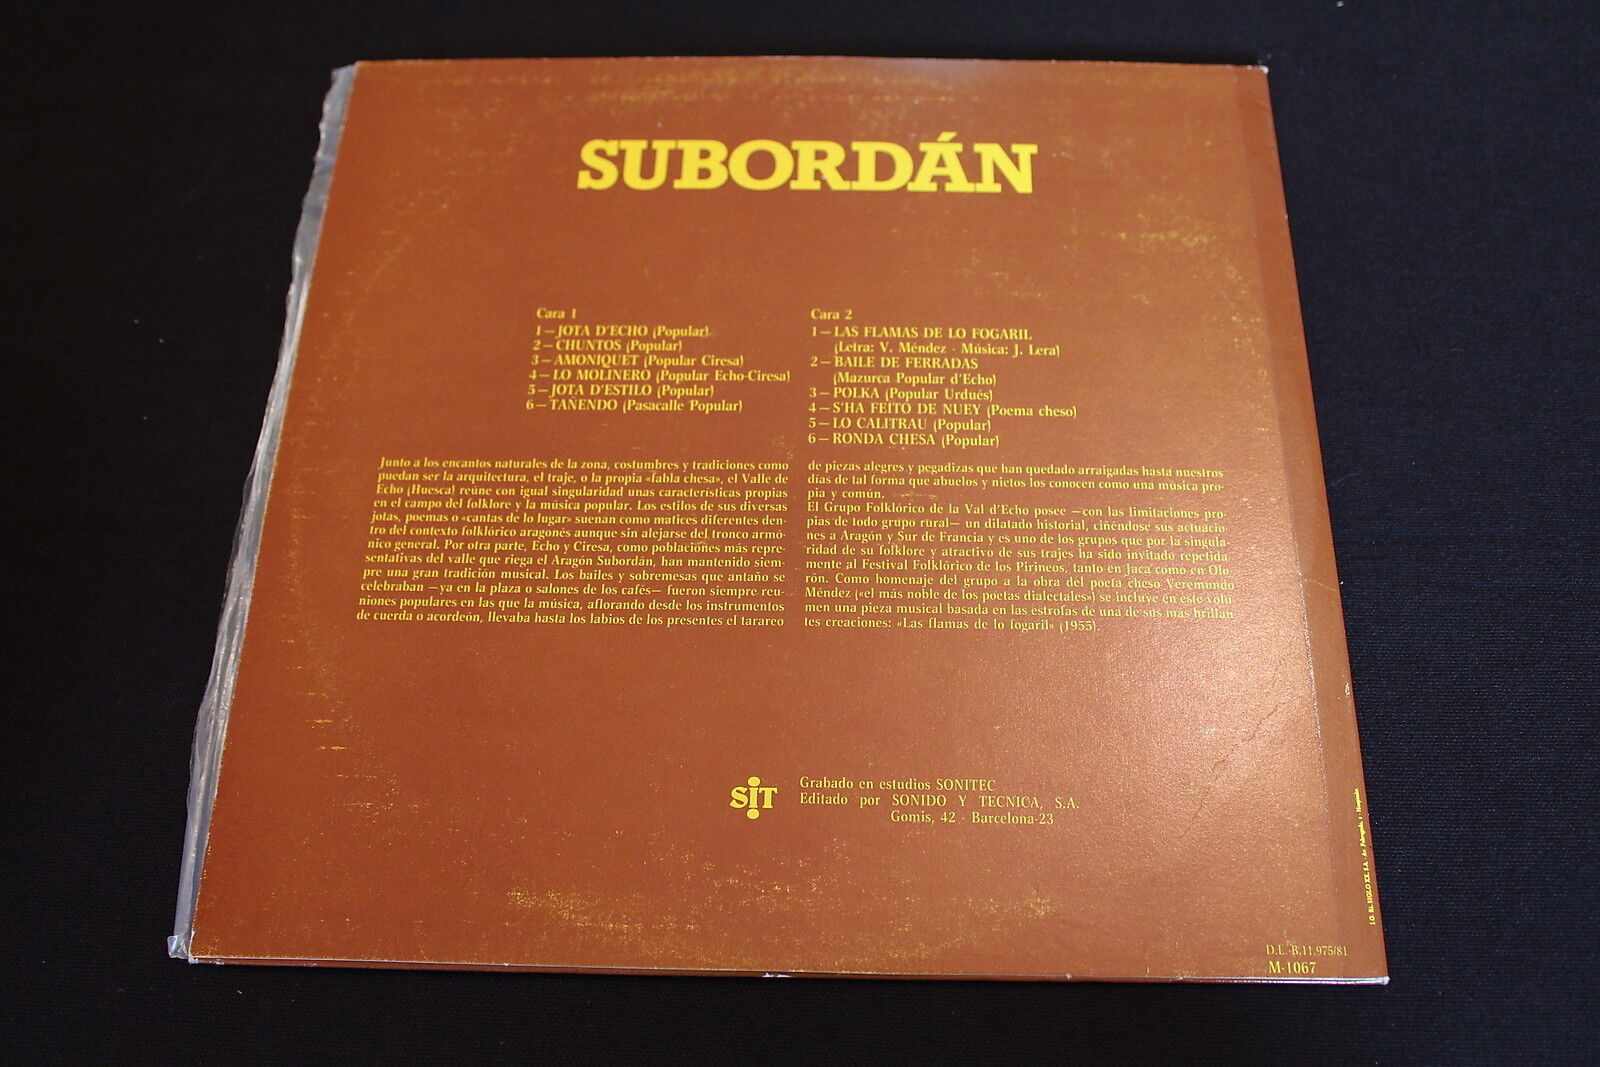 SUBORDÁN
Cara 1
1—JOTA D'ECHO (Popular)
2—CHUNTOS (Popular)
3—AMONIQUET (Popular Ciresa)
4—LO MOLINERO (Popular Echo-Ciresa)
5—JOTA D'ESTILO (Popular)
6—TAÑENDO (Pasacalle Popular)
Cara 2
1—LAS FLAMAS DE LO FOGARIL
(Letra: V. Méndez - Música: J. Lera)
2—BAILE DE FERRADAS
(Mazurca Popular d'Echo)
3—POLKA (Popular Urdués)
4—S'HA FEITO DE NUEY (Poema cheso)
5—LO CALITRAU (Popular)
6—RONDA CHESA (Popular)
Junto a los encantos naturales de la zona, costumbres y tradiciones como
puedan ser la arquitectura, el traje, o la propia «fabla chesa», el Valle de
Echo (Huesca) reúne con igual singularidad unas características propias
en el campo del folklore y la música popular. Los estilos de sus diversas
jotas, poemas o «cantas de lo lugar» suenan como matices diferentes den-
tro del contexto folklórico aragonés aunque sin alejarse del tronco armó-
nico general. Por otra parte, Echo y Ciresa, como poblaciones más repre-
sentativas del valle que riega el Aragón Subordán, han mantenido siem-
pre una gran tradición musical. Los bailes y sobremesas que antaño se
celebraban —ya en la plaza o salones de los cafés— fueron siempre reu-
niones populares en las que la música, aflorando desde los instrumentos
de cuerda o acordeón, llevaba hasta los labios de los presentes el tarareo
de piezas alegres y pegadizas que han quedado arraigadas hasta nuestros
días de tal forma que abuelos y nietos los conocen como una música pro-
pia y común.
El Grupo Folklórico de la Val d'Echo posee —con las limitaciones pro-
pias de todo grupo rural— un dilatado historial, ciñéndose sus actuacio-
nes a Aragón y Sur de Francia y es uno de los grupos que por la singula-
ridad de su folklore y atractivo de sus trajes ha sido invitado repetida-
mente al Festival Folklórico de los Pirineos, tanto en Jaca como en Olo-
rón. Como homenaje del grupo a la obra del poeta cheso Veremundo
Méndez («el más noble de los poetas dialectales») se incluye en este volu-
men una pieza musical basada en las estrofas de una de sus más brillan-
tes creaciones: «Las flamas de lo fogaril» (1955).
SIT
Grabado en estudios SONITEC
Editado por SONIDO Y TECNICA, S.A.
Gomis, 42 - Barcelona-23
I.G. EL SIGLO XX, S.A. - Av.
D.L. B.11.975/81
M-1067